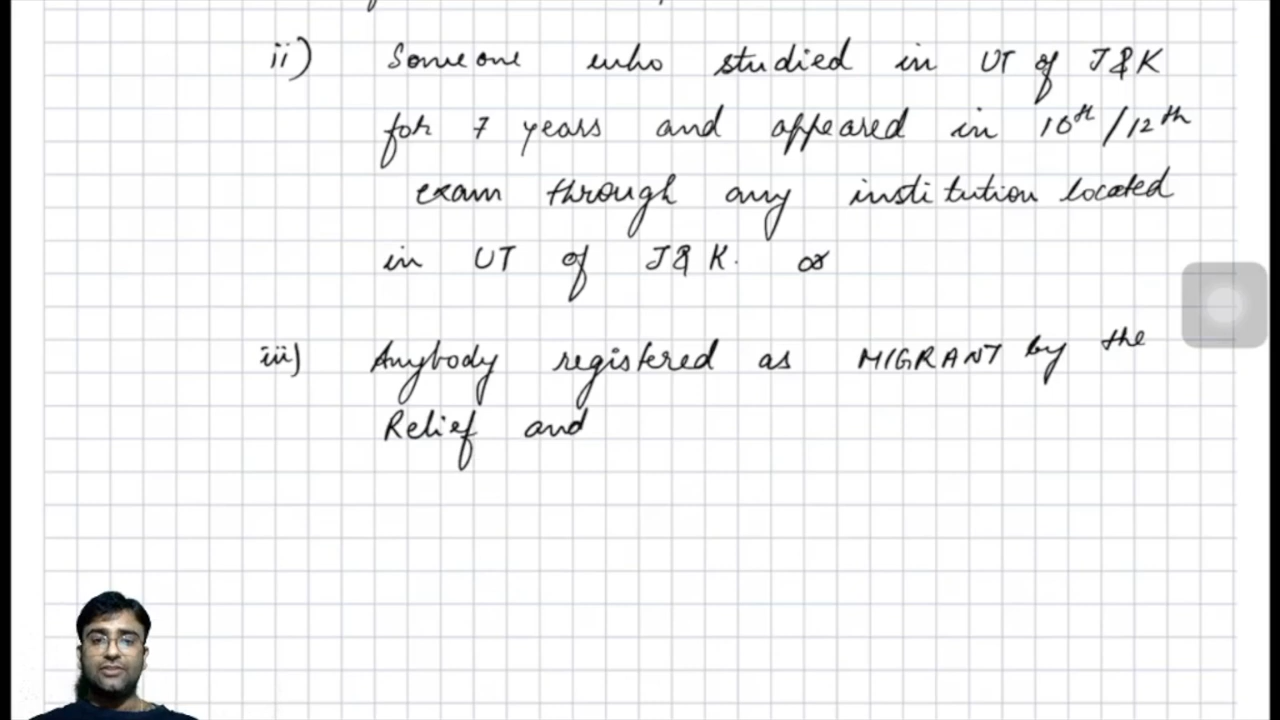 ii) Someone who studied in UT of J&K
for 7 years and appeared in 10th/12th
exam through any institution located
in UT of J&K. or
iii) Anybody registered as MIGRANT by the
Relief and